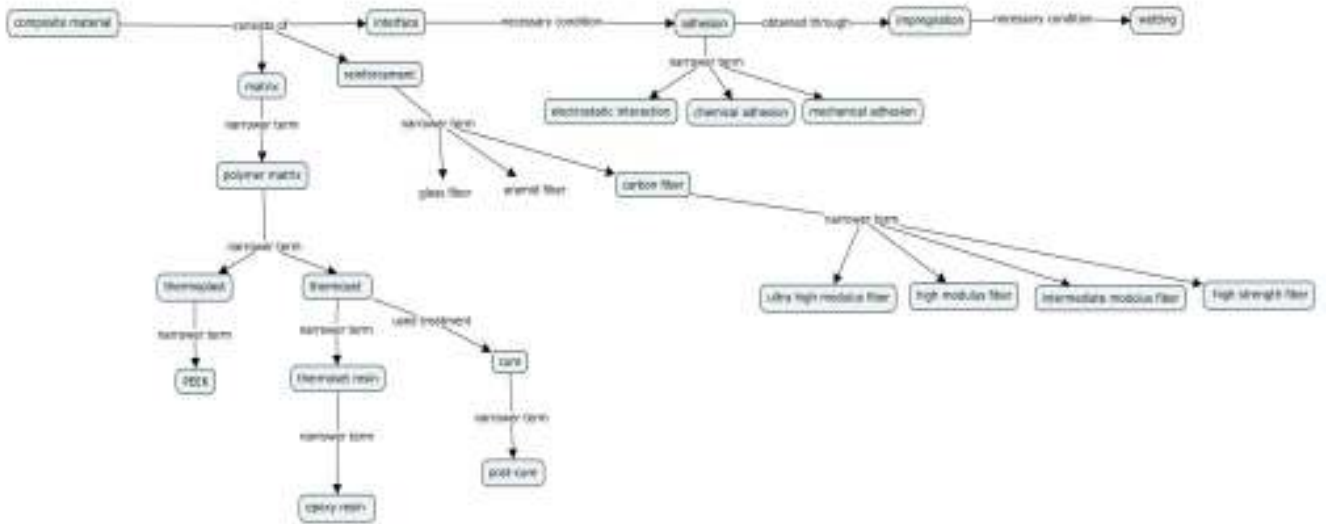 composite material
consists of
interface
necessary condition
adhesion
obtained through
impregnation
necessary condition
wetting
matrix
reinforcement
narrower term
electrostatic interaction
chemical adhesion
mechanical adhesion
narrower term
narrower term
polymer matrix
glass fiber
aramid fiber
carbon fiber
narrower term
narrower term
thermoplast
thermoset
ultra high modulus fiber
high modulus fiber
intermediate modulus fiber
high strength fiber
narrower term
narrower term
used treatment
PEEK
thermoset resin
cure
narrower term
narrower term
post-cure
epoxy resin